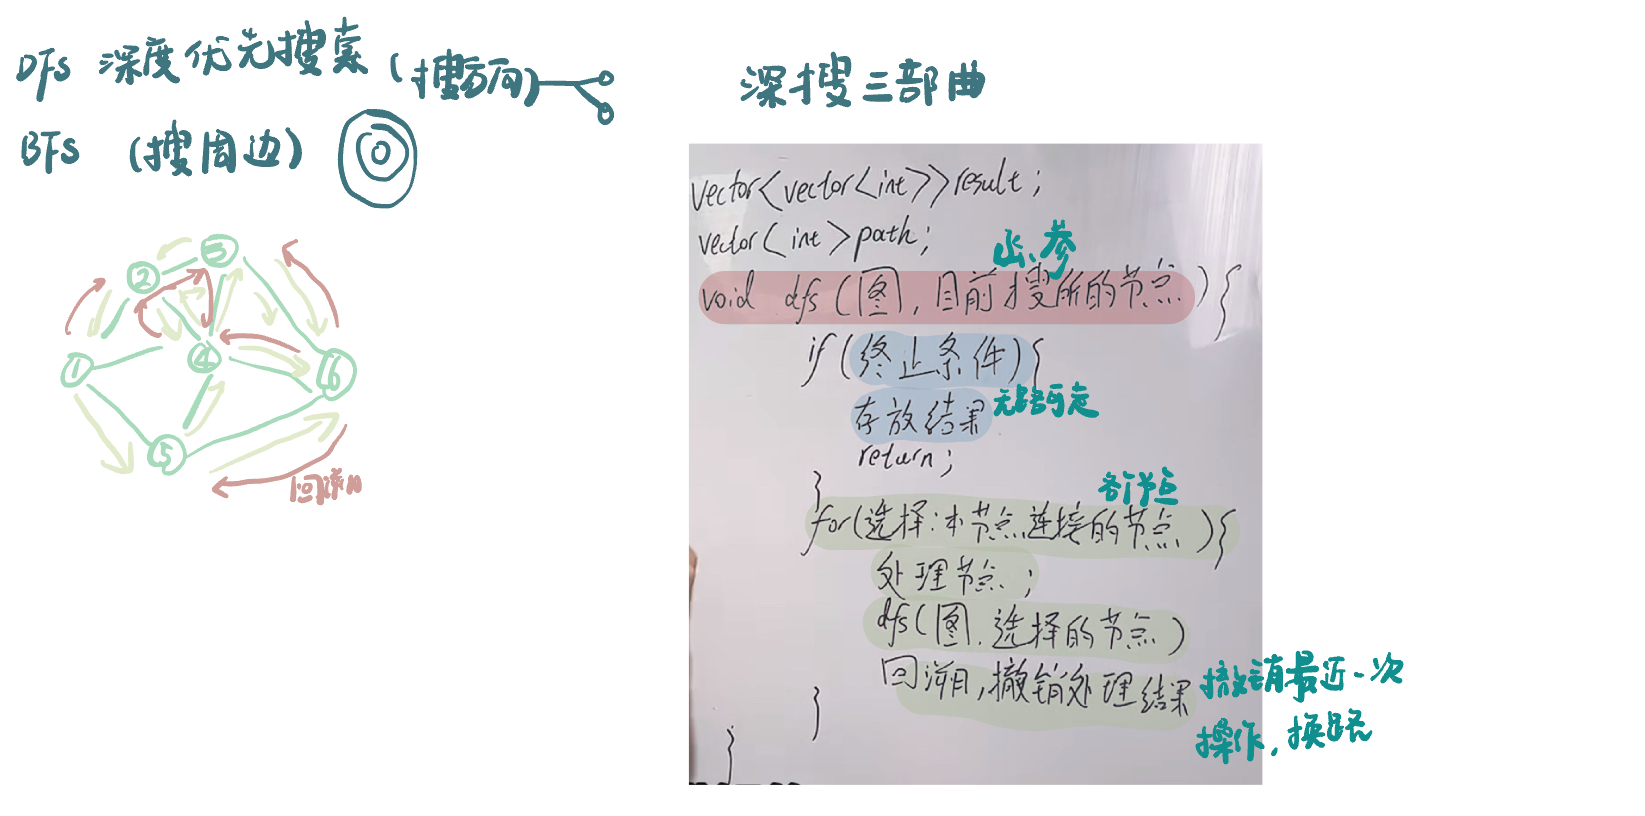 DFS 深度优先搜索 (搜方向)
BFS (搜周边)
2
3
1
4
6
5
回溯
深搜三部曲
vector<vector<int>>result;
vector<int>path;
函、参
void dfs (图, 目前搜所的节点){
if(终止条件){
存放结果
无路可走
return;
}
各个节点
for(选择:本节点连接的节点){
处理节点;
dfs(图,选择的节点)
回溯,撤销处理结果
}
}
撤销最近一次
操作,换路